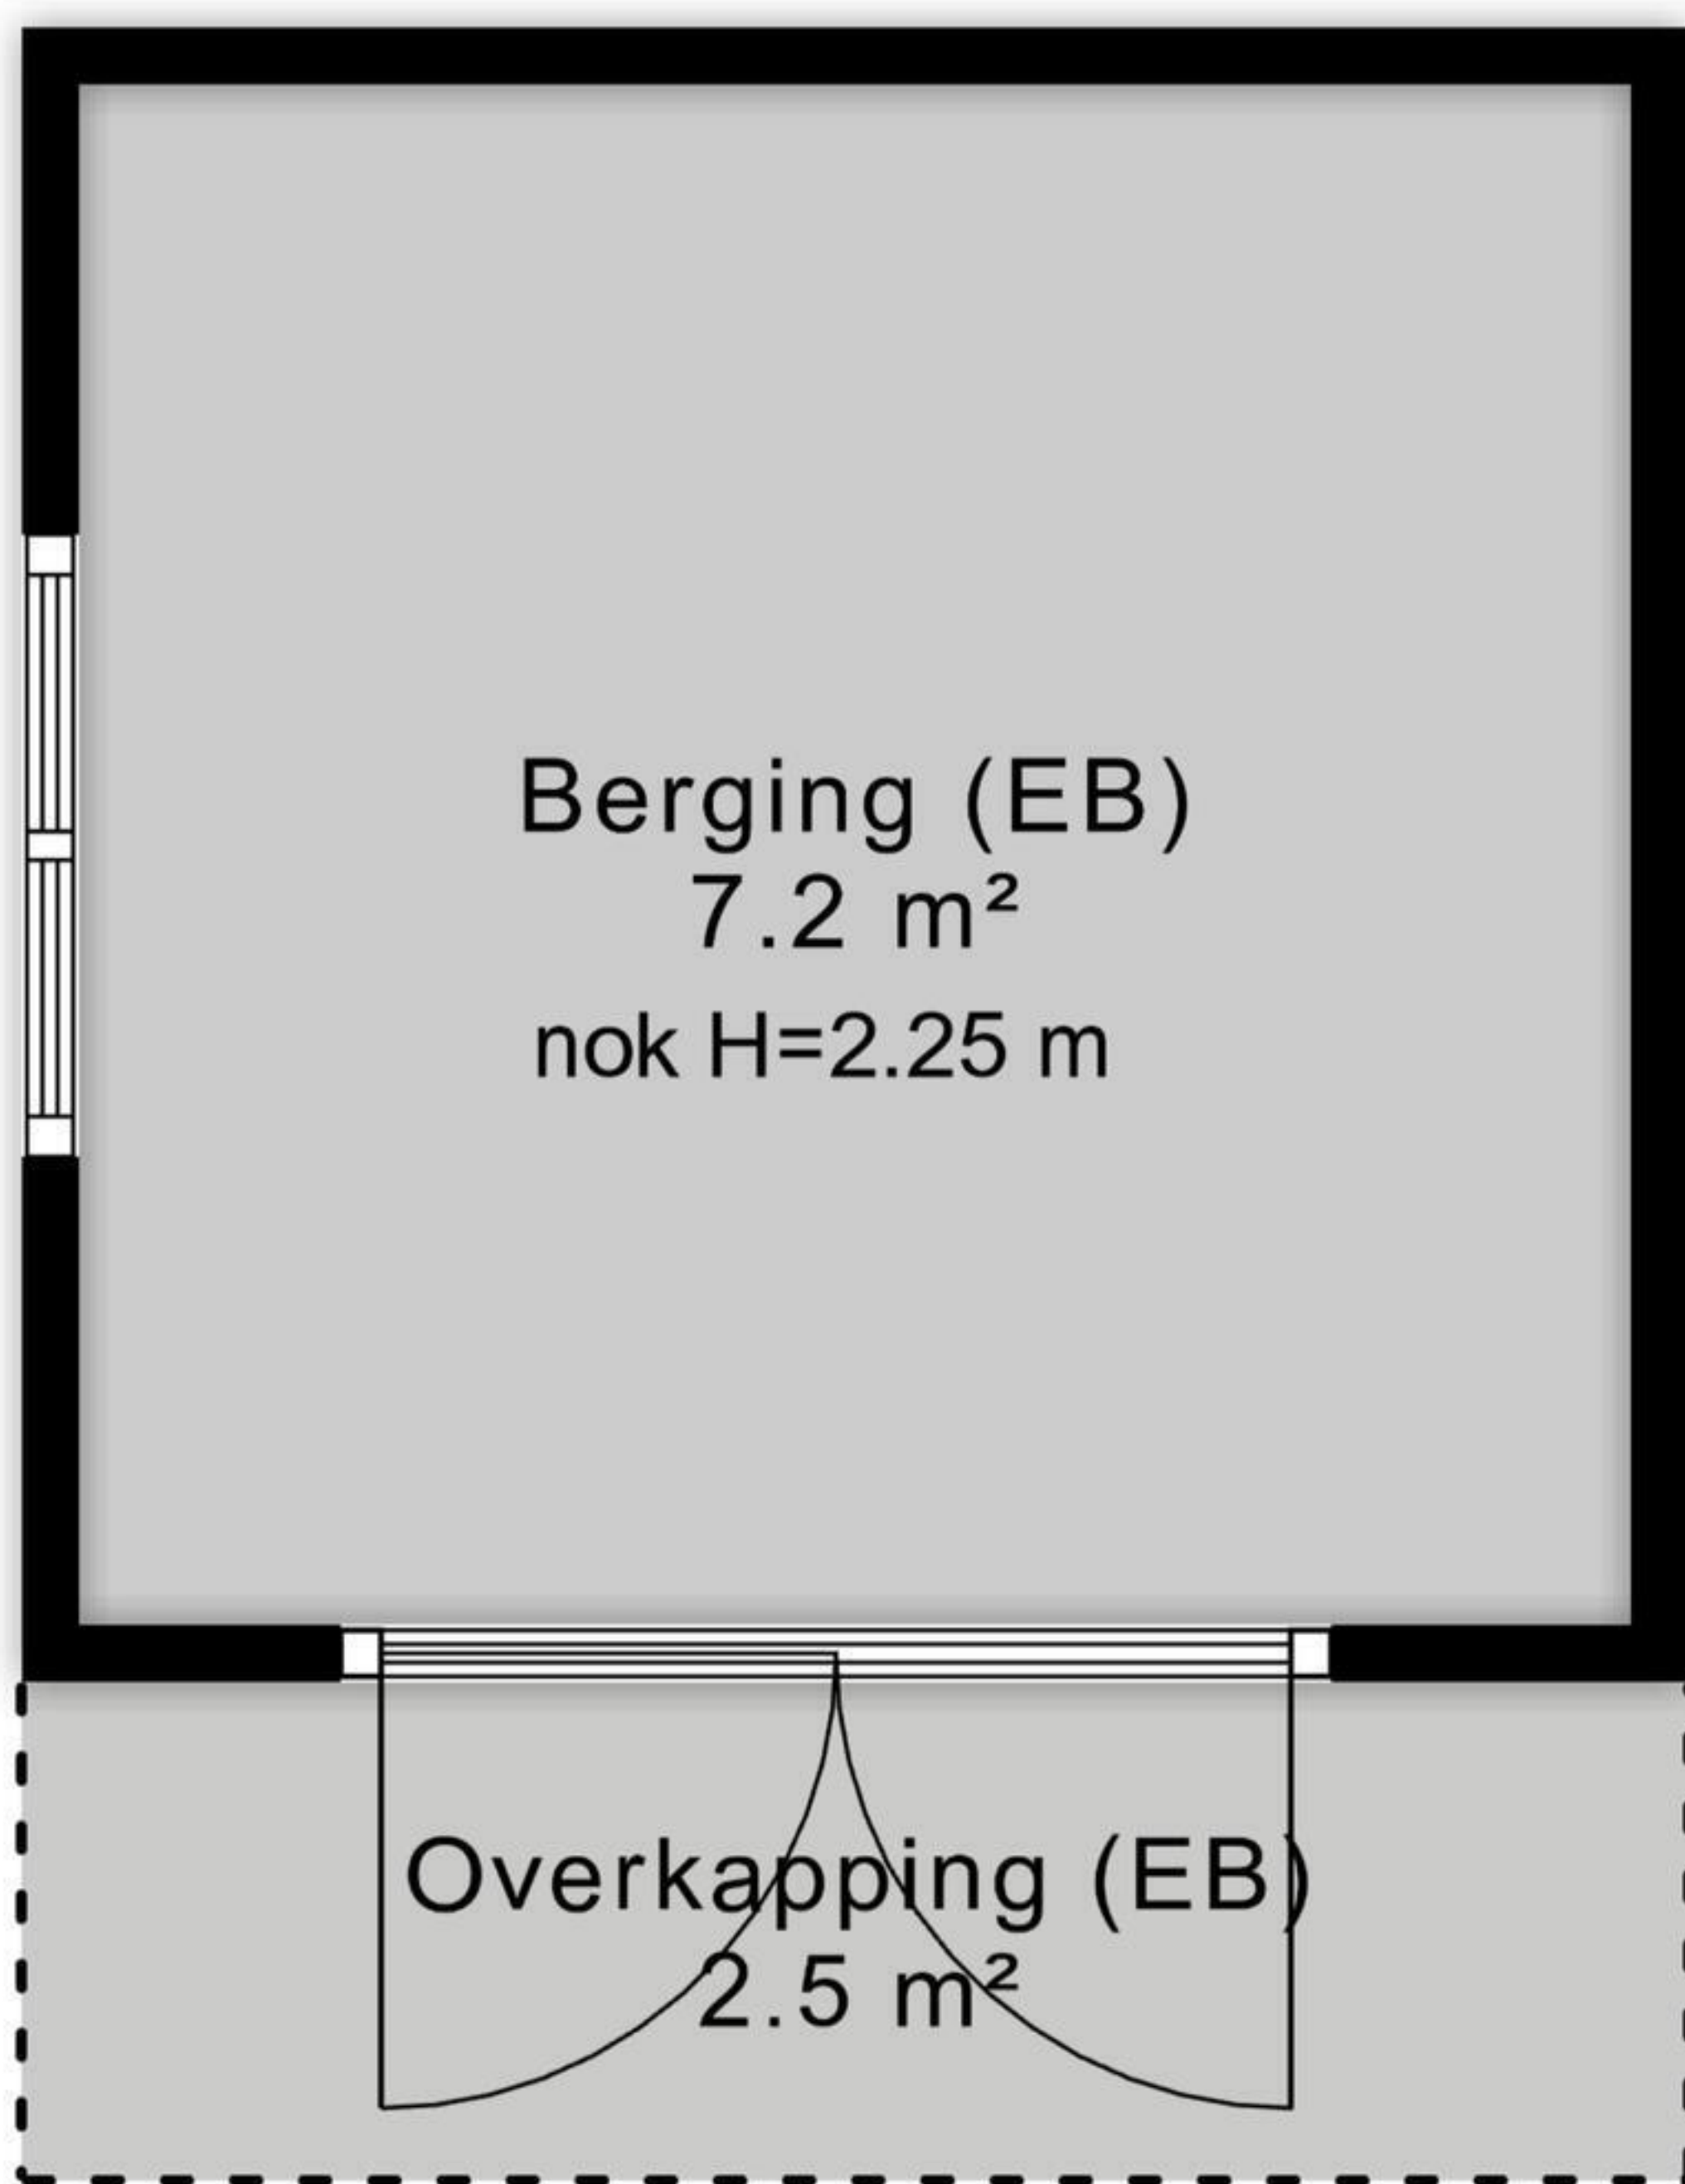 Berging (EB)
7.2 m²
nok H=2.25 m
Overkapping (EB)
2.5 m²